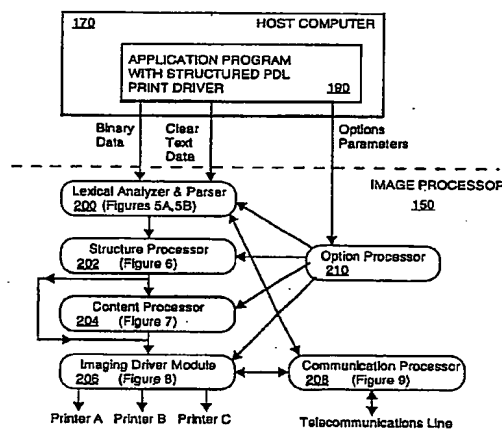 170 HOST COMPUTER
APPLICATION PROGRAM
WITH STRUCTURED PDL
PRINT DRIVER 190
Binary
Data
Clear
Text
Data
Options
Parameters
IMAGE PROCESSOR
150
Lexical Analyzer & Parser
200 (Figures 5A,5B)
Structure Processor
202 (Figure 6)
Option Processor
210
Content Processor
204 (Figure 7)
Imaging Driver Module
206 (Figure 8)
Communication Processor
208 (Figure 9)
Printer A Printer B Printer C
Telecommunications Line